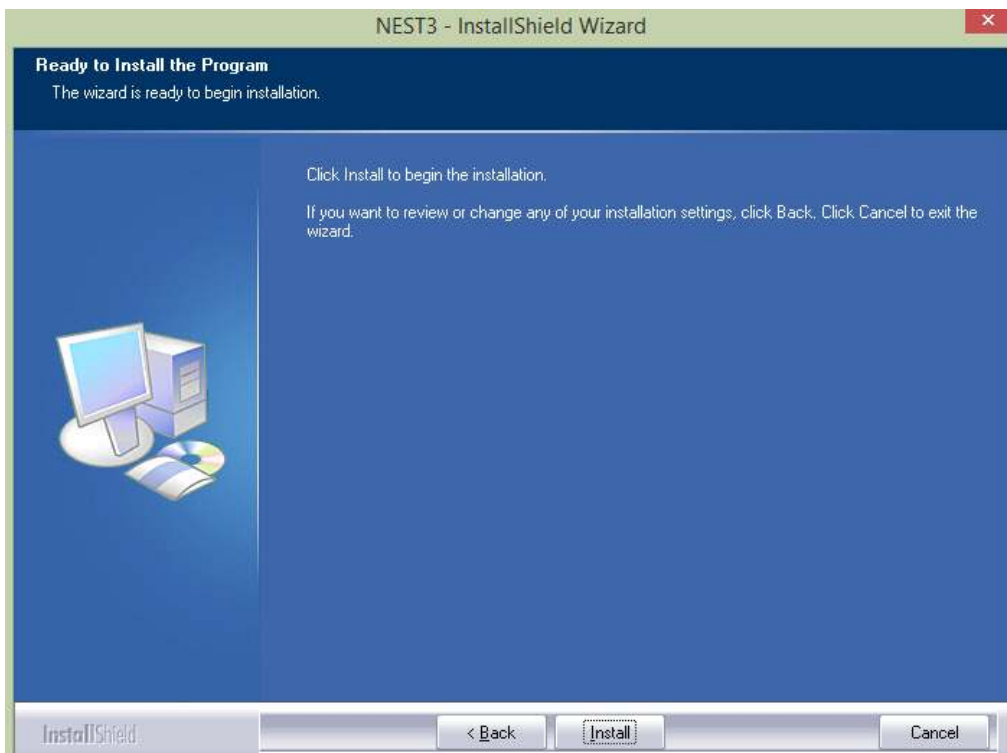 NEST3 - InstallShield Wizard
Ready to Install the Program
The wizard is ready to begin installation.
Click Install to begin the installation.
If you want to review or change any of your installation settings, click Back. Click Cancel to exit the
wizard.
InstallShield
< Back
Install
Cancel